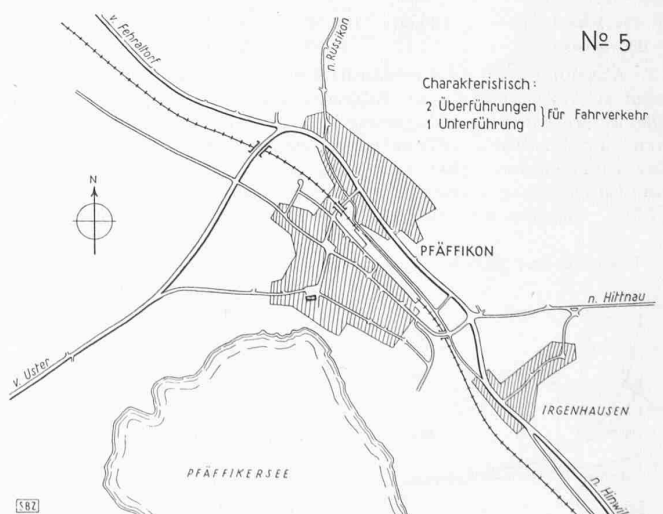 № 5
v. Fehraltorf
n. Russikon
Charakteristisch :
2 Überführungen
1 Unterführung
für Fahrverkehr
N
PFÄFFIKON
n. Hittnau
v. Uster
IRGENHAUSEN
PFÄFFIKERSEE
n. Hinwil
SBZ